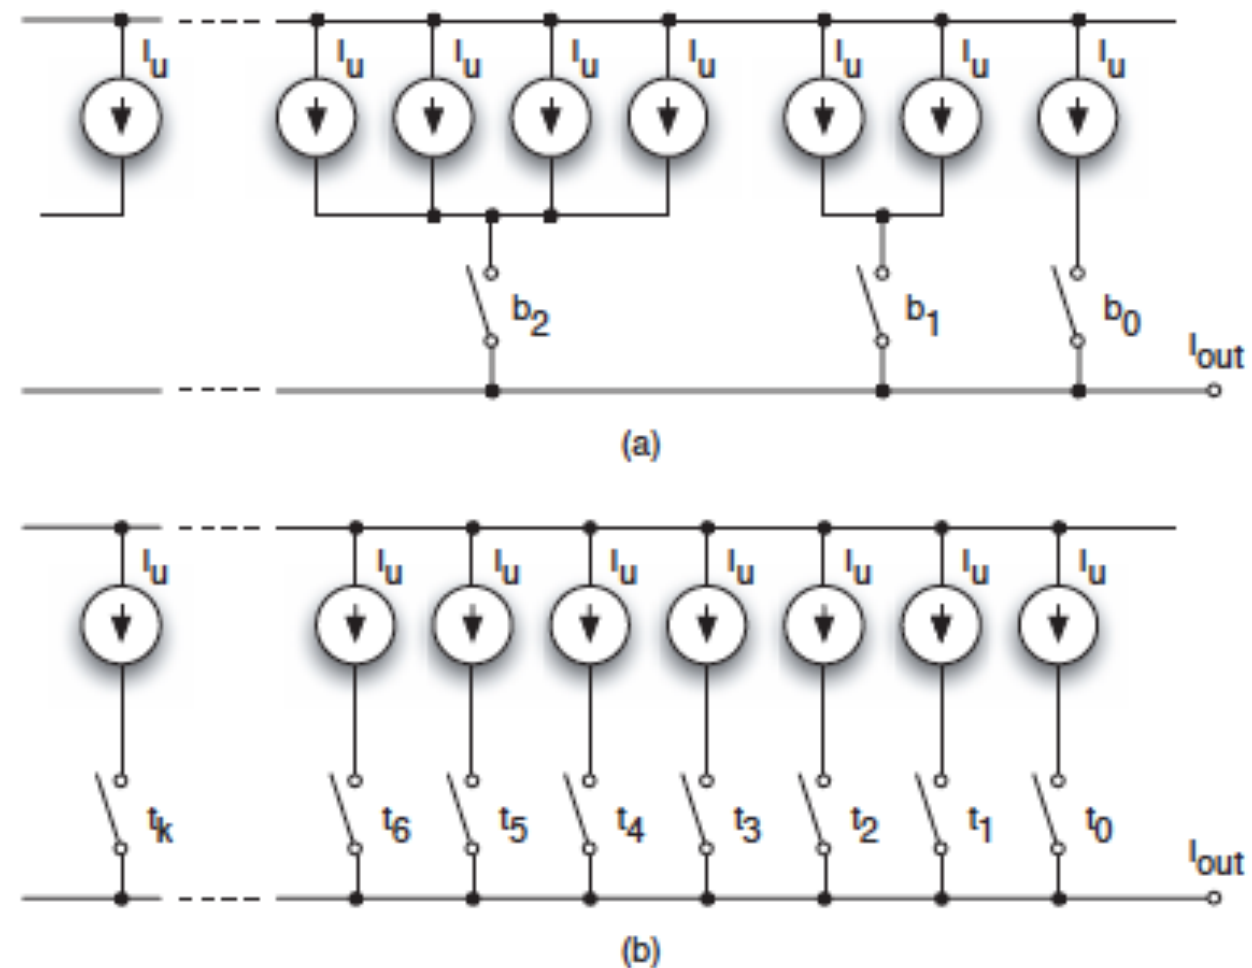 Iu Iu Iu Iu Iu Iu Iu Iu
b2 b1 b0
Iout
(a)
Iu Iu Iu Iu Iu Iu Iu Iu
tk t6 t5 t4 t3 t2 t1 t0
Iout
(b)